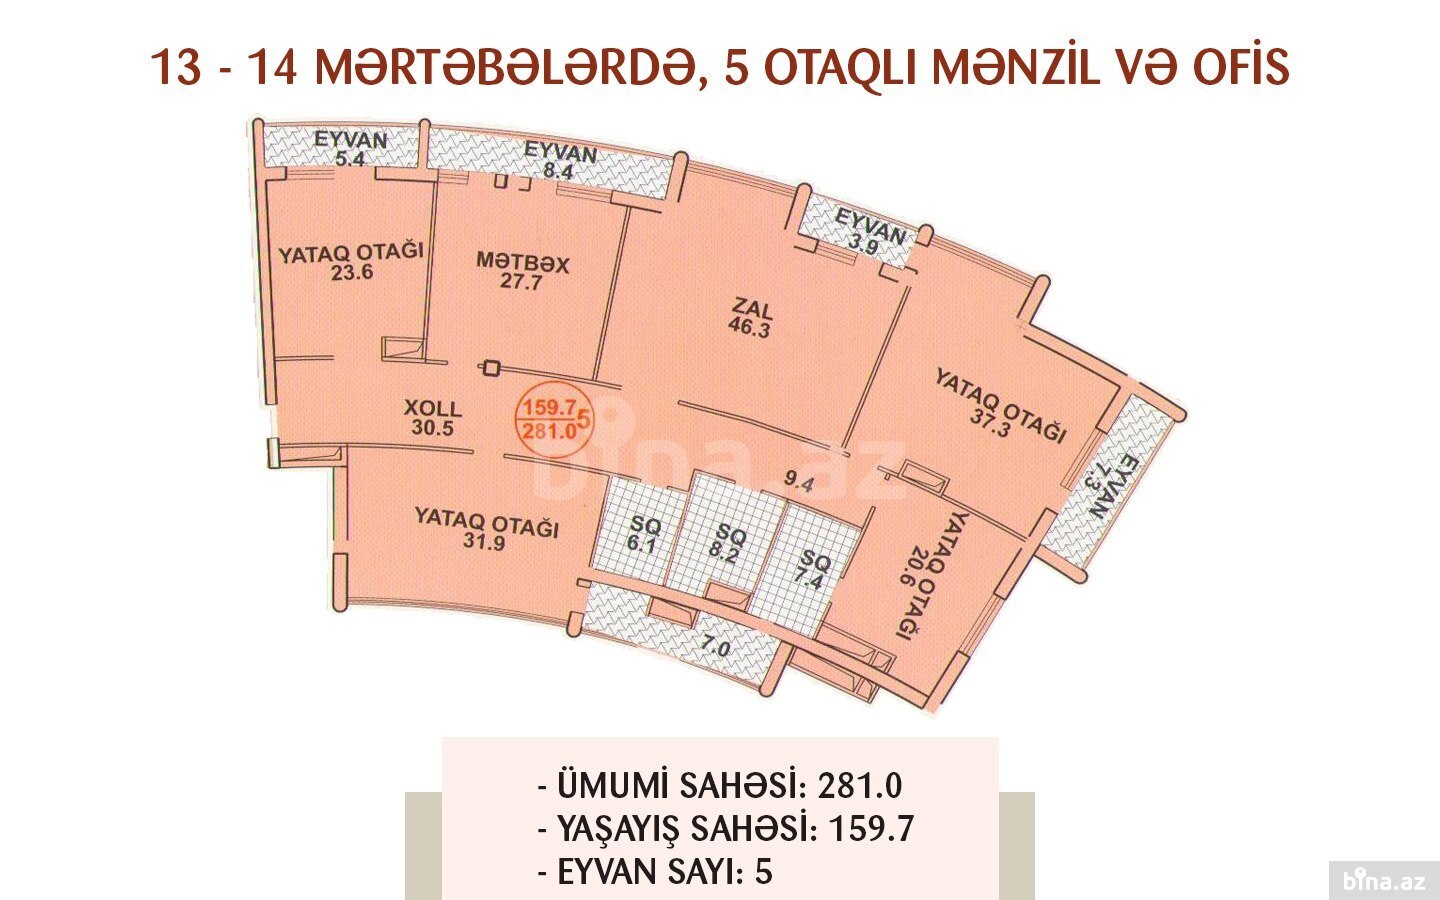 13 - 14 MƏRTƏBƏLƏRDƏ, 5 OTAQLI MƏNZİL VƏ OFİS
EYVAN
5.4
EYVAN
8.4
EYVAN
3.9
YATAQ OTAĞI
23.6
MƏTBƏX
27.7
ZAL
46.3
YATAQ OTAĞI
37.3
EYVAN
7.3
XOLL
30.5
159.7
281.0
5
bina.az
9.4
YATAQ OTAĞI
31.9
SQ
6.1
SQ
8.2
SQ
7.4
YATAQ OTAĞI
20.6
7.0
- ÜMUMİ SAHƏSİ: 281.0
- YAŞAYIŞ SAHƏSİ: 159.7
- EYVAN SAYI: 5
bina.az